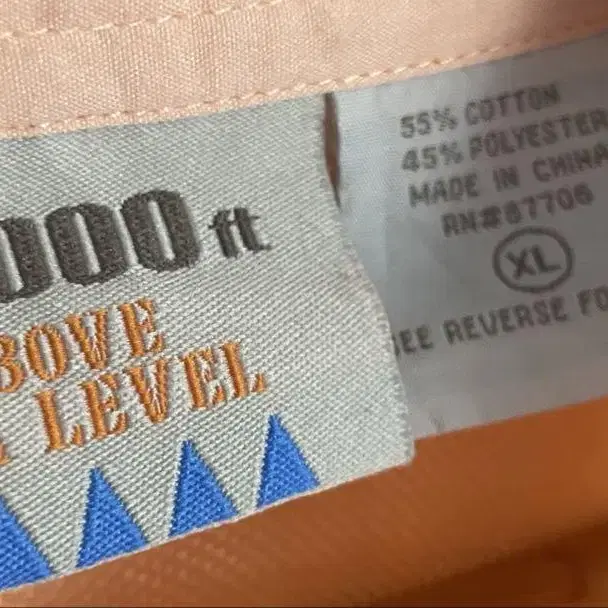 000 ft
BOVE
LEVEL
55% COTTON
45% POLYESTER
MADE IN CHINA
RN#87706
XL
EE REVERSE FO